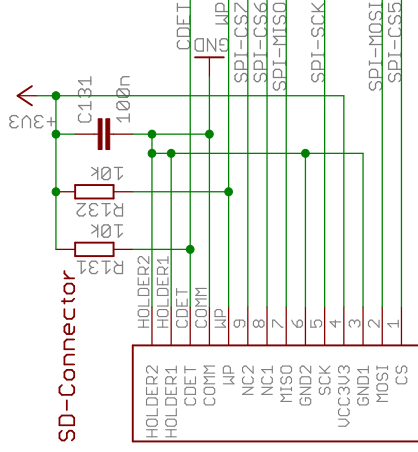 CDET
WP
GND
SPI-CS7
SPI-CS6
SPI-MISO
SPI-SCK
SPI-MOSI
SPI-CS5
+3V3
C131
100n
10k
R132
10k
R131
SD-Connector
HOLDER2
HOLDER1
CDET
COMM
WP
9
8
7
6
5
4
3
2
1
HOLDER2
HOLDER1
CDET
COMM
WP
NC2
NC1
MISO
GND2
SCK
VCC3V3
GND1
MOSI
CS